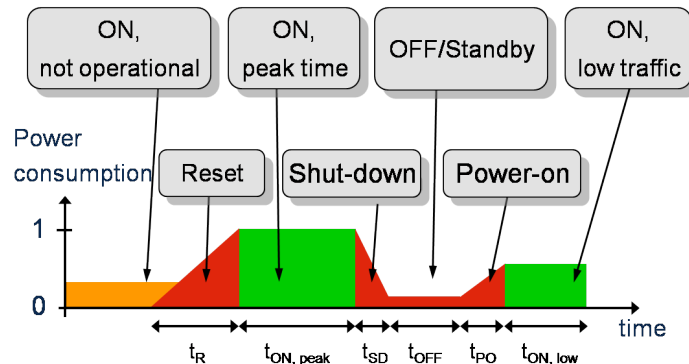 ON,
not operational
ON,
peak time
OFF/Standby
ON,
low traffic
Power
consumption
Reset
Shut-down
Power-on
1
0
time
tR
tON, peak
tSD
tOFF
tPO
tON, low